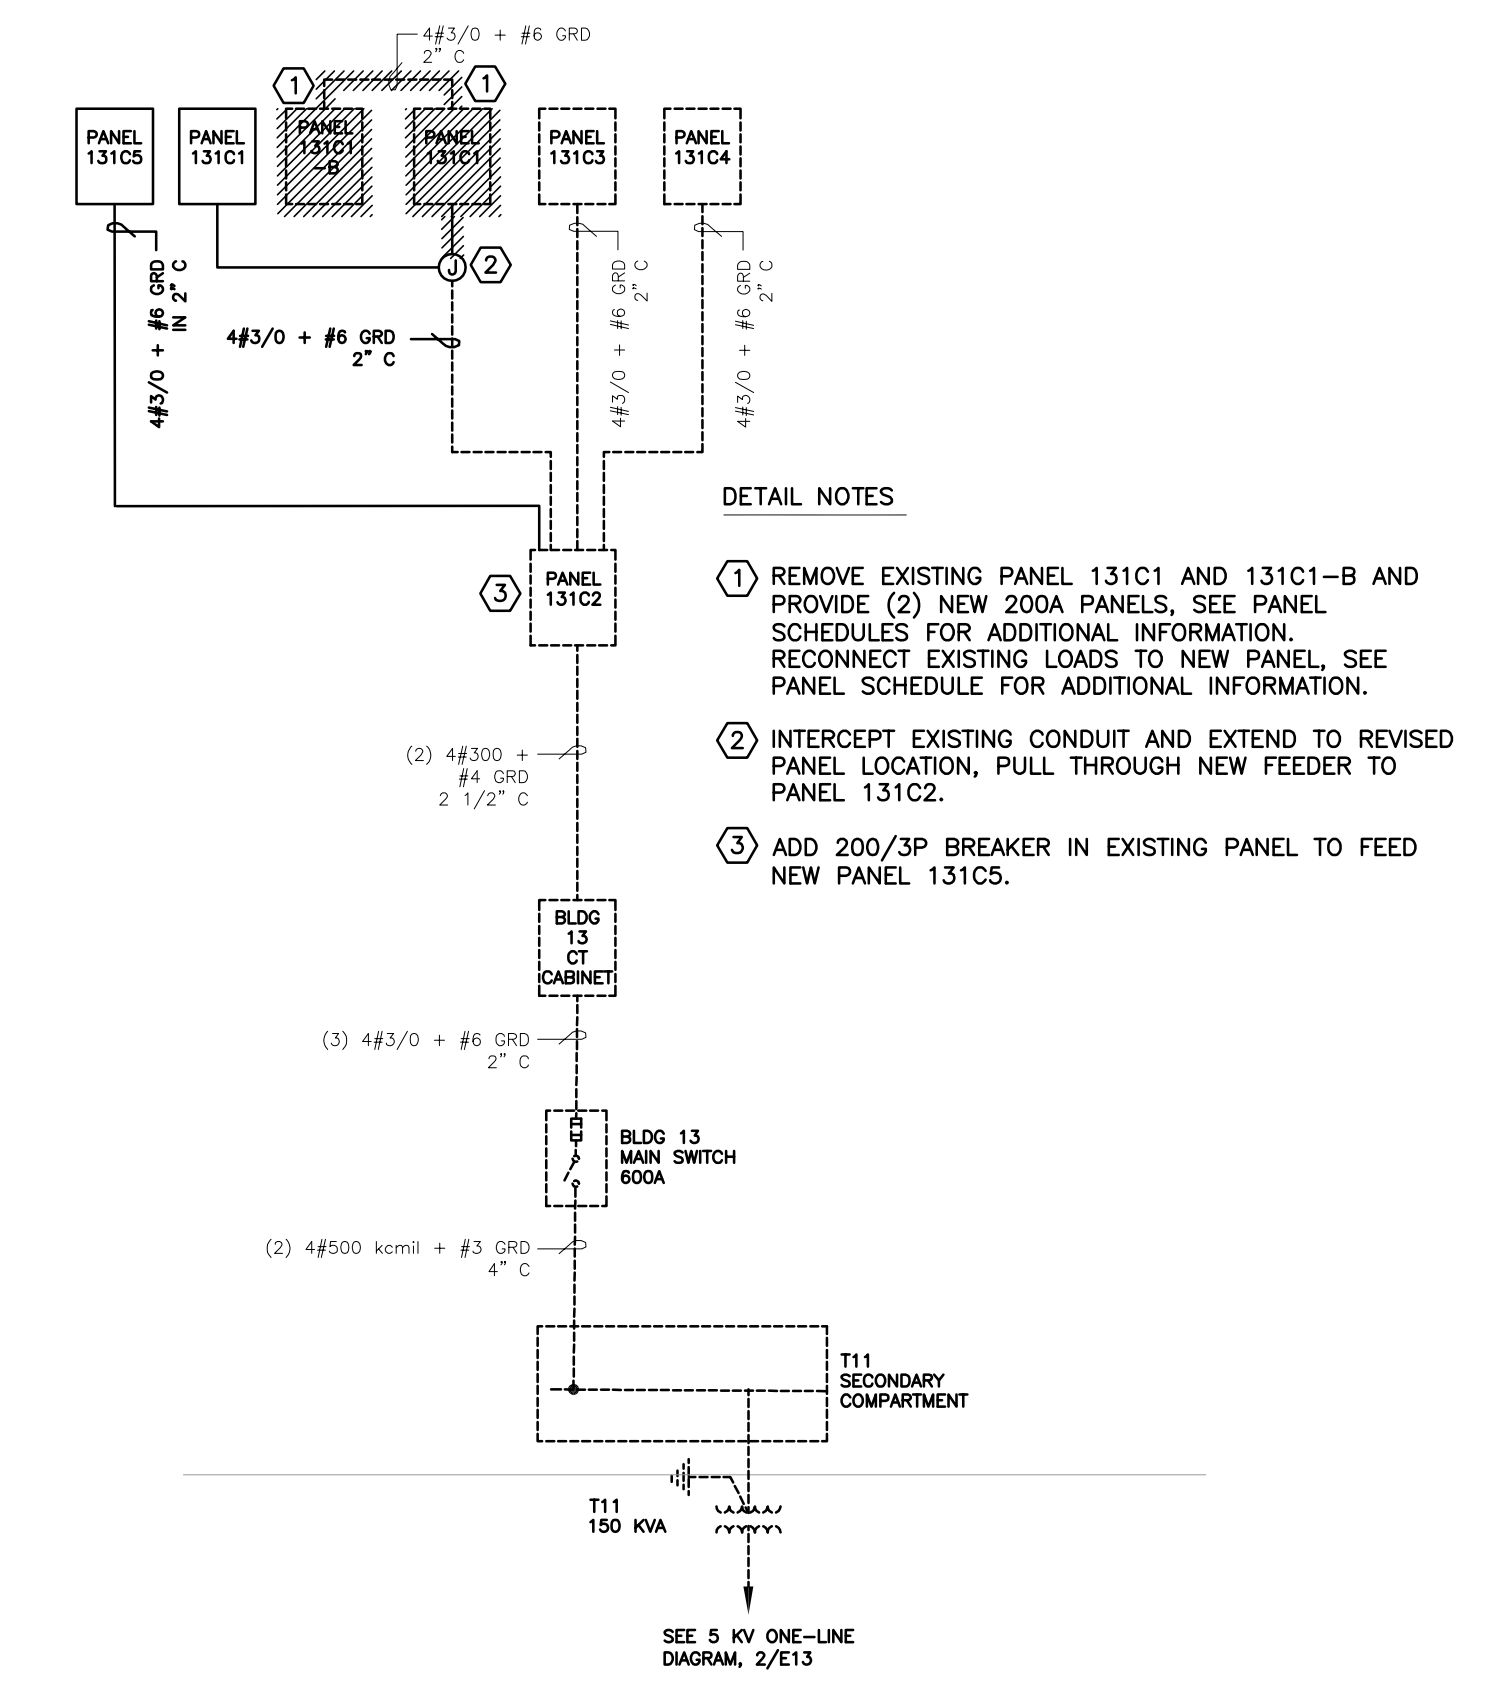 4#3/0 + #6 GRD
2" C
1
1
PANEL
131C5
PANEL
131C1
PANEL
131C1
-B
PANEL
131C1
PANEL
131C3
PANEL
131C4
J
2
4#3/0 + #6 GRD
IN 2" C
4#3/0 + #6 GRD
2" C
4#3/0 + #6 GRD
2" C
4#3/0 + #6 GRD
2" C
DETAIL NOTES
1 REMOVE EXISTING PANEL 131C1 AND 131C1-B AND
PROVIDE (2) NEW 200A PANELS, SEE PANEL
SCHEDULES FOR ADDITIONAL INFORMATION.
RECONNECT EXISTING LOADS TO NEW PANEL, SEE
PANEL SCHEDULE FOR ADDITIONAL INFORMATION.
2 INTERCEPT EXISTING CONDUIT AND EXTEND TO REVISED
PANEL LOCATION, PULL THROUGH NEW FEEDER TO
PANEL 131C2.
3 ADD 200/3P BREAKER IN EXISTING PANEL TO FEED
NEW PANEL 131C5.
3
PANEL
131C2
(2) 4#300 +
#4 GRD
2 1/2" C
BLDG
13
CT
CABINET
(3) 4#3/0 + #6 GRD
2" C
BLDG 13
MAIN SWITCH
600A
(2) 4#500 kcmil + #3 GRD
4" C
T11
SECONDARY
COMPARTMENT
T11
150 KVA
SEE 5 KV ONE-LINE
DIAGRAM, 2/E13